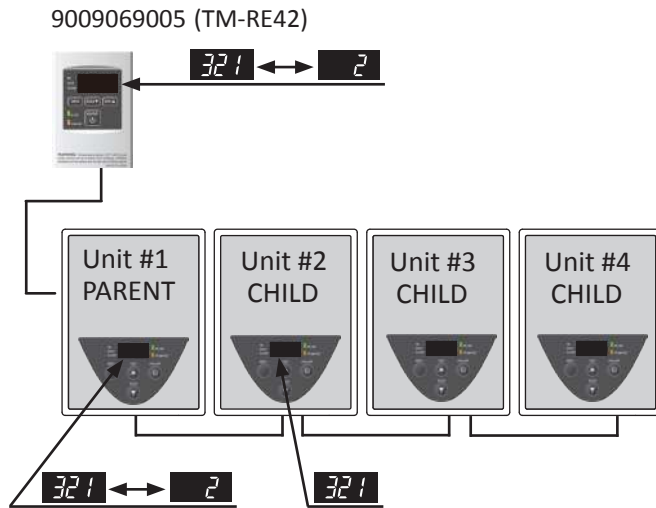 9009069005 (TM-RE42)
321 2
Unit #1
PARENT
Unit #2
CHILD
Unit #3
CHILD
Unit #4
CHILD
321 2
321